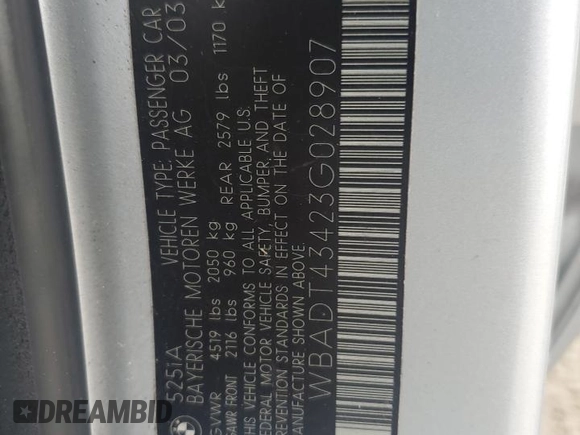 5251A
VEHICLE TYPE: PASSENGER CAR
BAYERISCHE MOTOREN WERKE AG 03/03
GVWR 4519 lbs 2050 kg
GAWR FRONT 2116 lbs 960 kg REAR 2579 lbs 1170 k
THIS VEHICLE CONFORMS TO ALL APPLICABLE U.S.
FEDERAL MOTOR VEHICLE SAFETY, BUMPER, AND THEFT
PREVENTION STANDARDS IN EFFECT ON THE DATE OF
MANUFACTURE SHOWN ABOVE.
WBADT43423G028907
DREAMBID